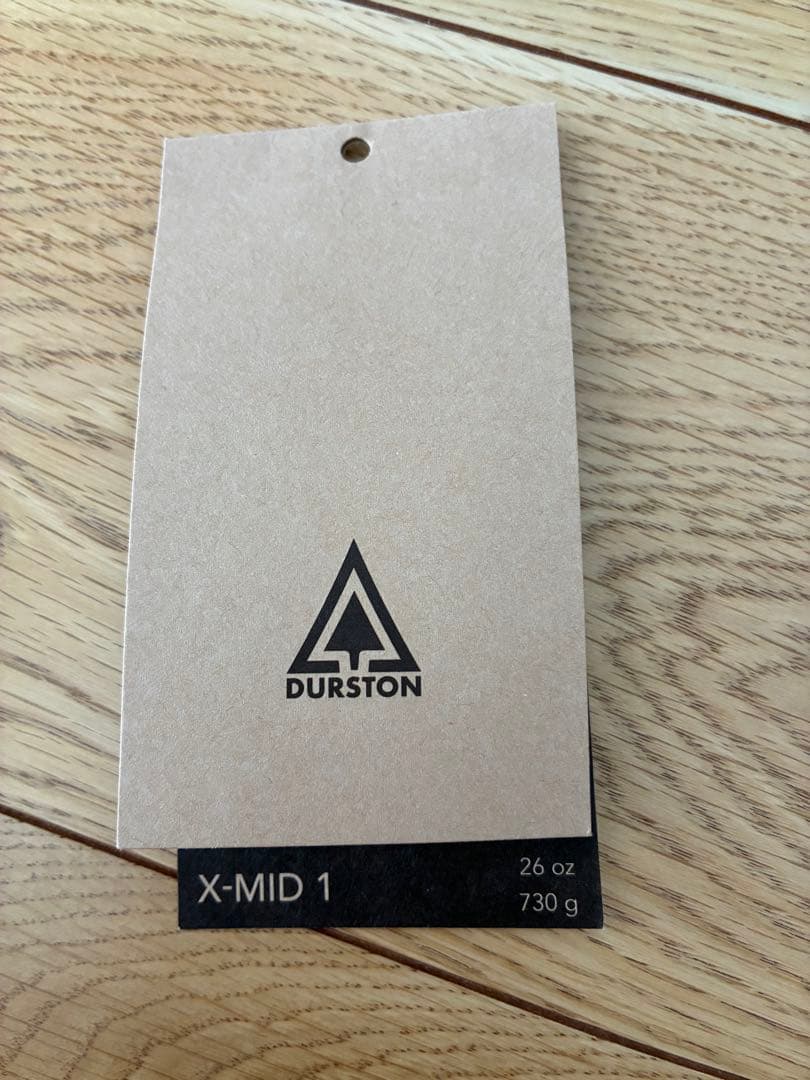 DURSTON
X-MID 1
26 oz
730 g